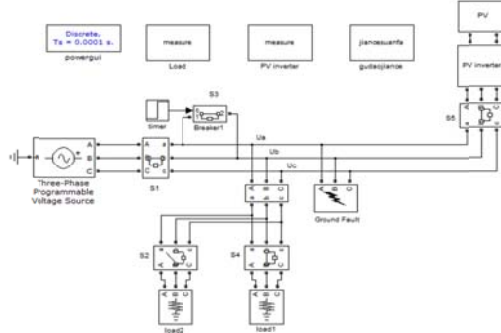 Discrete,
Ts = 0.0001 s.
powergui
measure
Load
measure
PV inverter
jiancesuanfa
gudaojiance
PV
PV inverter
A B C
S5
S3
timer
Breaker1
Ua
Ub
Uc
A
B
C
A a
B b
C c
S1
Three-Phase
Programmable
Voltage Source
A B C
Ground Fault
S2
S4
a b c
A B C
a b c
A B C
A B C
load2
A B C
load1